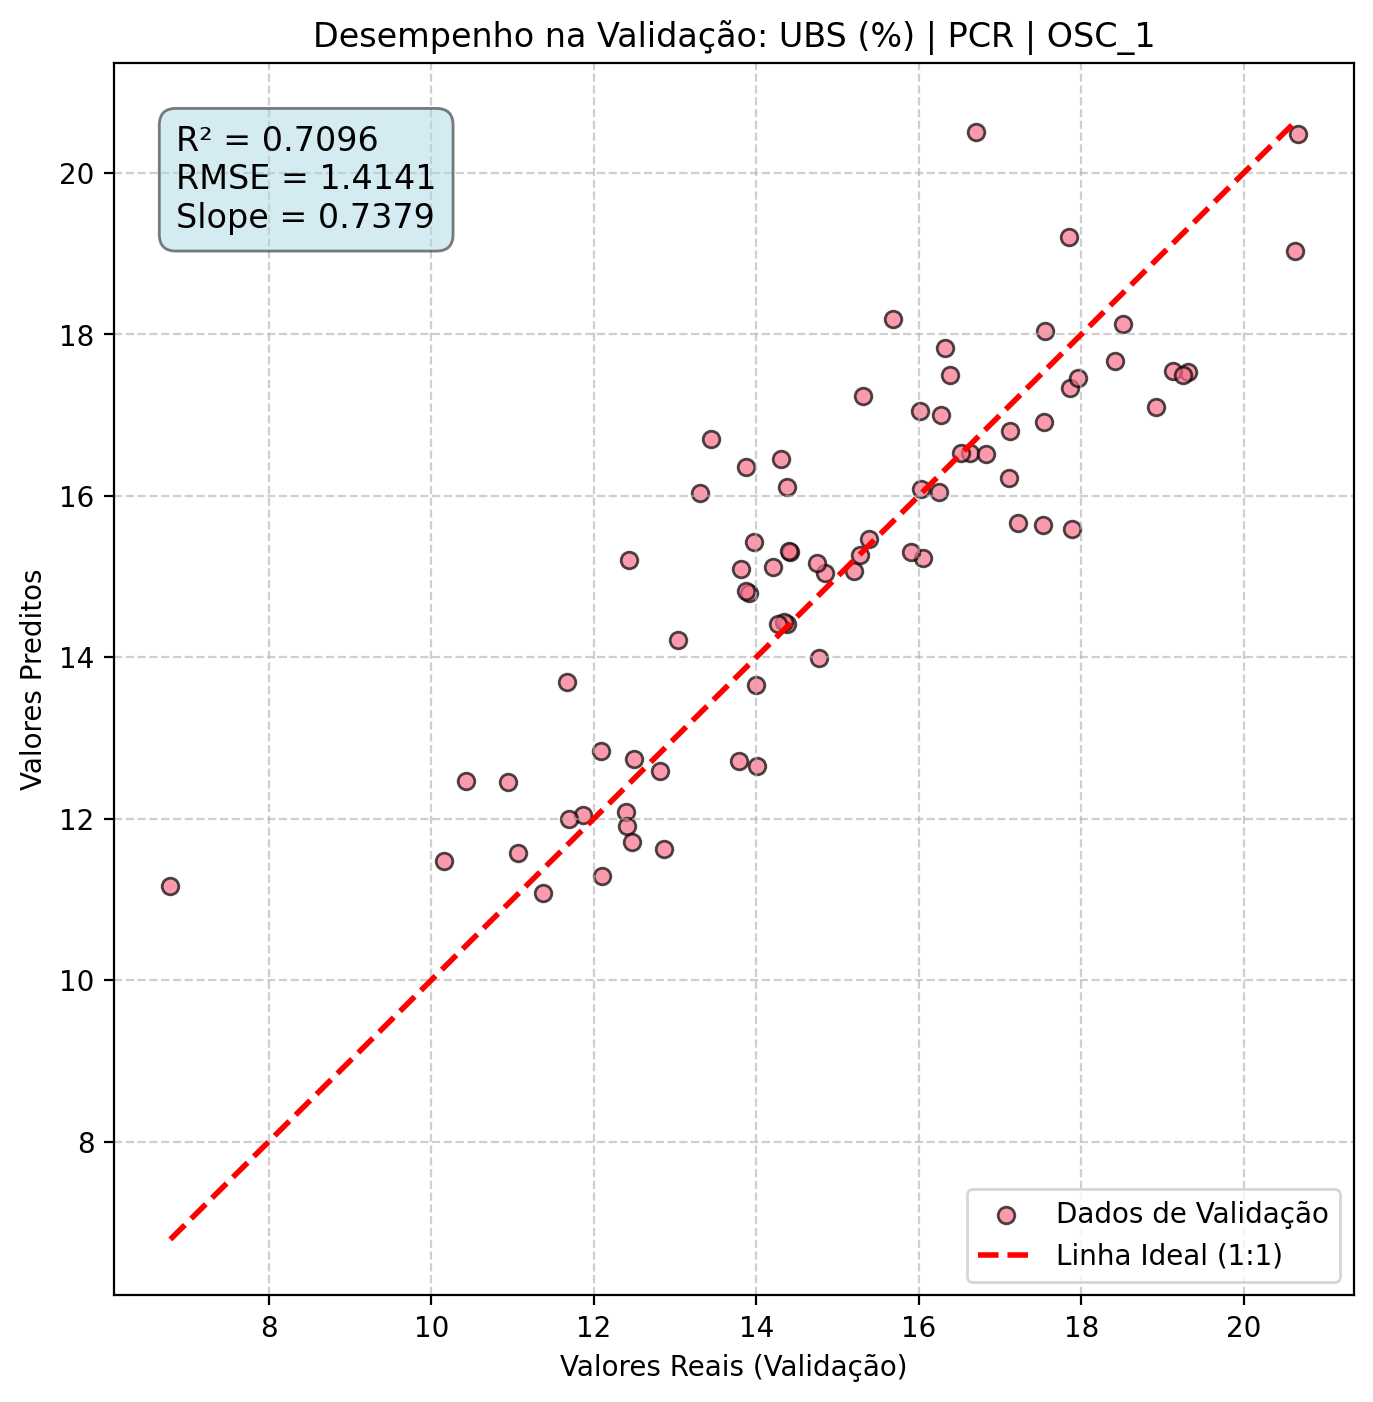 Desempenho na Validação: UBS (%) | PCR | OSC_1
R² = 0.7096
RMSE = 1.4141
Slope = 0.7379
Valores Preditos
20
18
16
14
12
10
8
Dados de Validação
Linha Ideal (1:1)
8 10 12 14 16 18 20
Valores Reais (Validação)